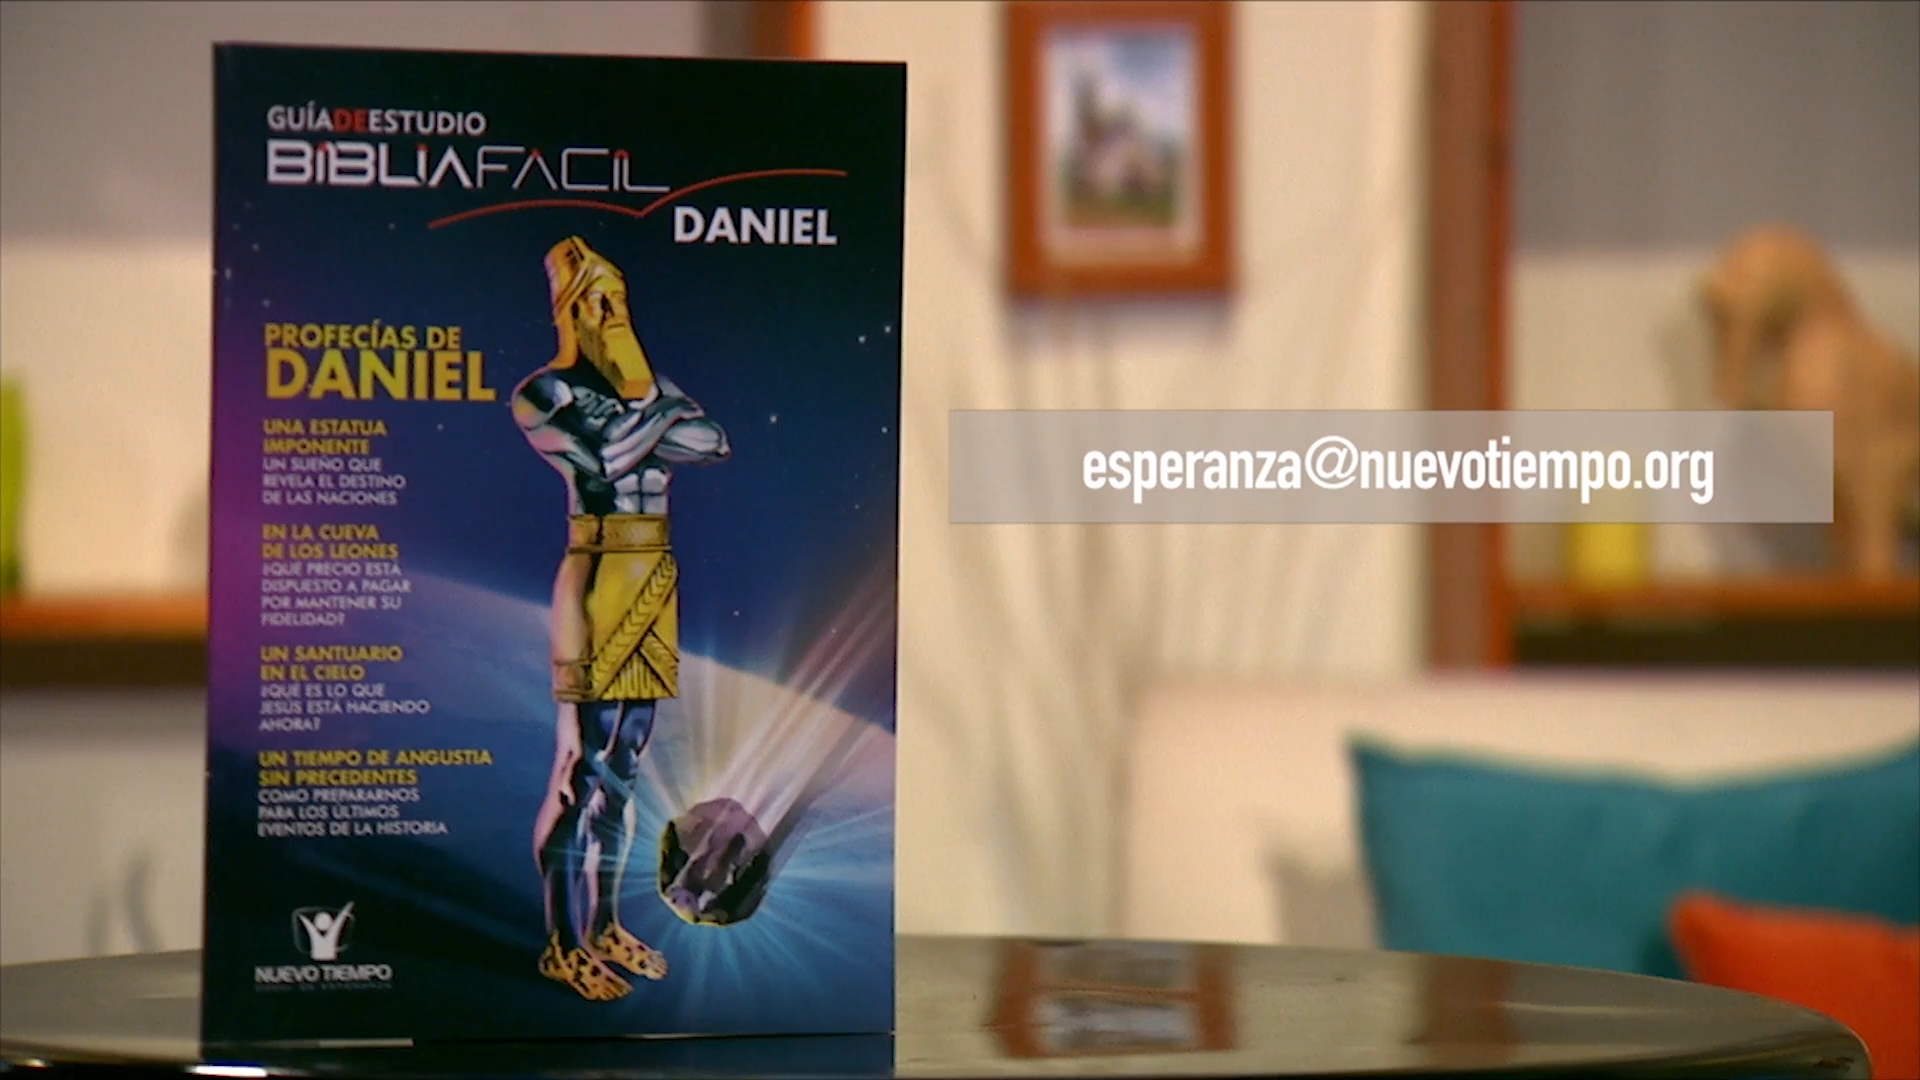 GUÍADEESTUDIO
BIBLIAFACIL
DANIEL
PROFECÍAS DE
DANIEL
UNA ESTATUA
IMPONENTE
UN SUEÑO QUE
REVELA EL DESTINO
DE LAS NACIONES
EN LA CUEVA
DE LOS LEONES
¿QUÉ PRECIO ESTÁ
DISPUESTO A PAGAR
POR MANTENER SU
FIDELIDAD?
UN SANTUARIO
EN EL CIELO
¿QUÉ ES LO QUE
JESÚS ESTÁ HACIENDO
AHORA?
UN TIEMPO DE ANGUSTIA
SIN PRECEDENTES
COMO PREPARARNOS
PARA LOS ÚLTIMOS
EVENTOS DE LA HISTORIA
NUEVO TIEMPO
esperanza@nuevotiempo.org